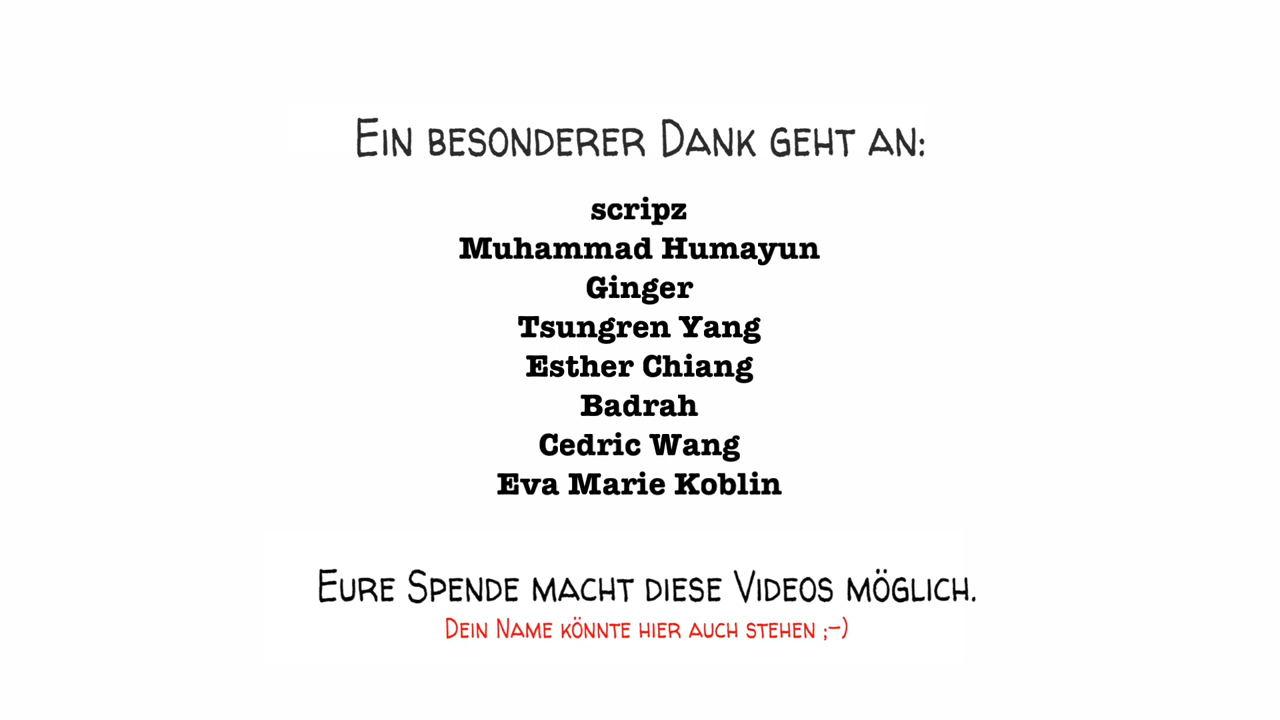 Ein besonderer Dank geht an:
scripz
Muhammad Humayun
Ginger
Tsungren Yang
Esther Chiang
Badrah
Cedric Wang
Eva Marie Koblin
Eure Spende macht diese Videos möglich.
Dein Name könnte hier auch stehen ;-)